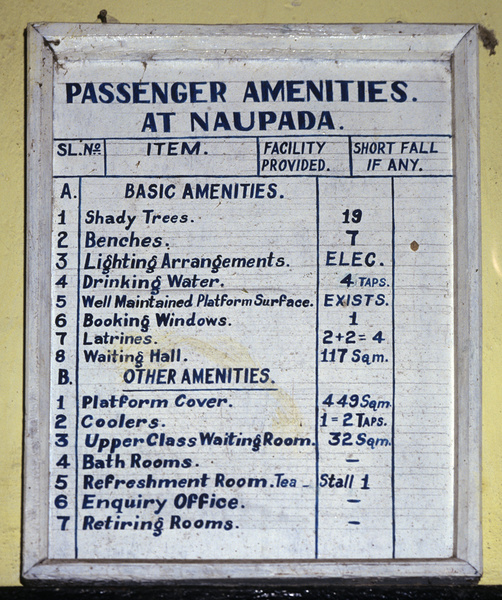 PASSENGER AMENITIES.
AT NAUPADA.
SL.No ITEM. FACILITY PROVIDED. SHORT FALL IF ANY.
A. BASIC AMENITIES.
1 Shady Trees. 19
2 Benches. 7
3 Lighting Arrangements. ELEC.
4 Drinking Water. 4 TAPS.
5 Well Maintained Platform Surface. EXISTS.
6 Booking Windows. 1
7 Latrines. 2+2=4
8 Waiting Hall. 117 Sqm.
B. OTHER AMENITIES.
1 Platform Cover. 449 Sqm
2 Coolers. 1=2 TAPS.
3 Upper Class Waiting Room. 32 Sqm.
4 Bath Rooms. –
5 Refreshment Room. Tea – Stall 1
6 Enquiry Office. –
7 Retiring Rooms. –